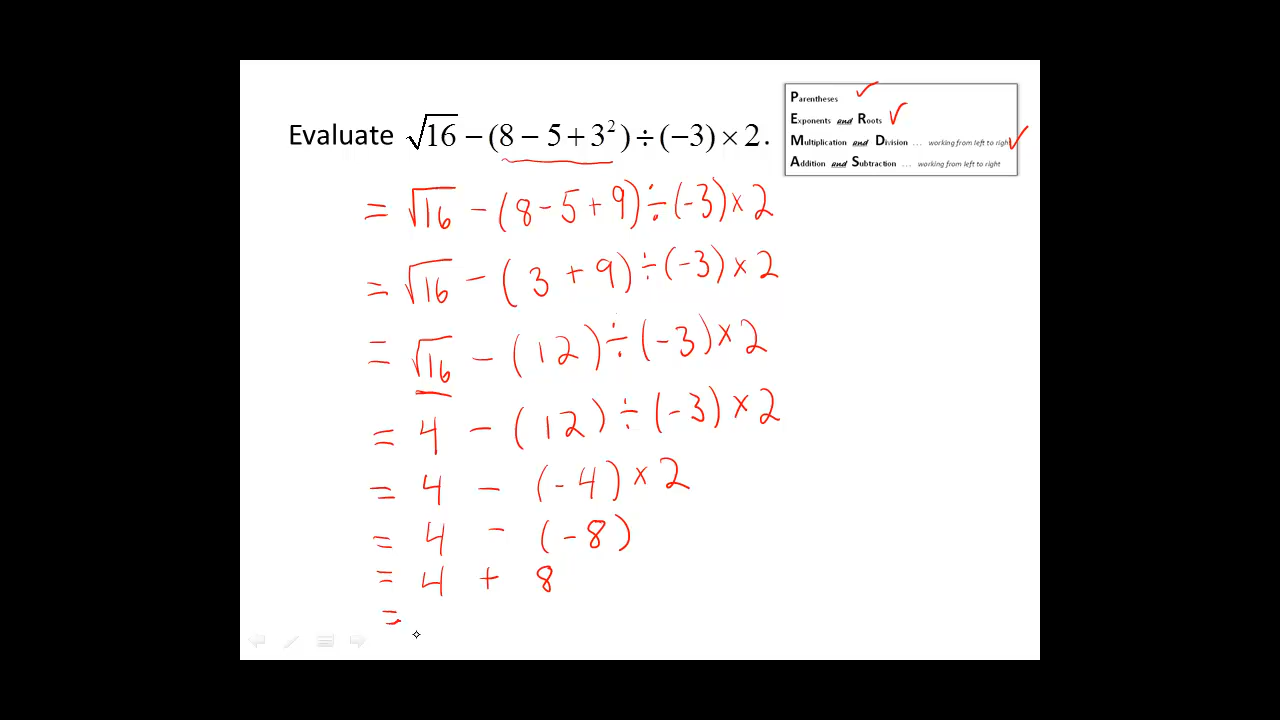 Parentheses ✓
Exponents and Roots ✓
Multiplication and Division … working from left to right ✓
Addition and Subtraction … working from left to right
Evaluate √16 − (8 − 5 + 3²) ÷ (−3) × 2.
= √16 − (8 − 5 + 9) ÷ (−3) × 2
= √16 − (3 + 9) ÷ (−3) × 2
= √16 − (12) ÷ (−3) × 2
= 4 − (12) ÷ (−3) × 2
= 4 − (−4) × 2
= 4 − (−8)
= 4 + 8
=